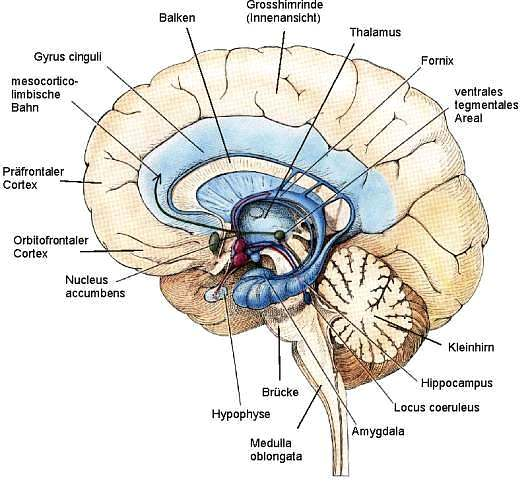 Grosshimrinde
(Innenansicht)
Balken
Thalamus
Gyrus cinguli
Fornix
mesocortico-
limbische
Bahn
ventrales
tegmentales
Areal
Präfrontaler
Cortex
Orbitofrontaler
Cortex
Nucleus
accumbens
Kleinhirn
Hippocampus
Brücke
Locus coeruleus
Hypophyse
Amygdala
Medulla
oblongata